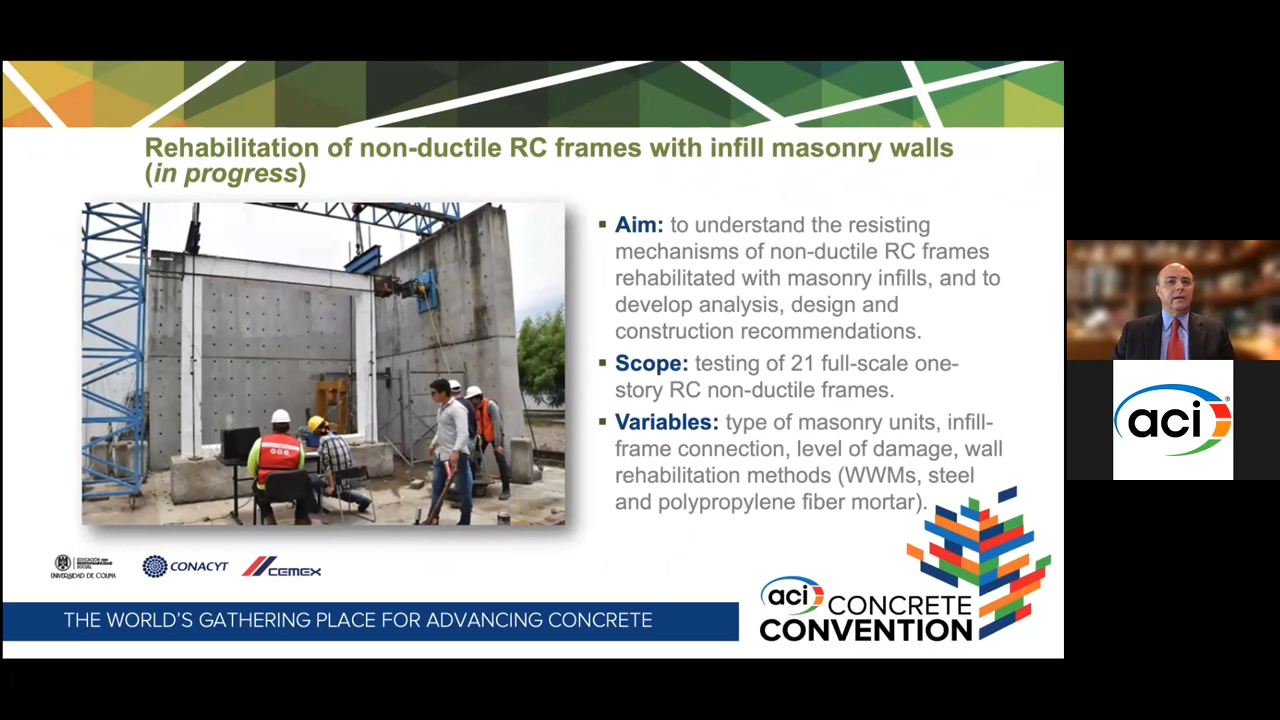 Rehabilitation of non-ductile RC frames with infill masonry walls
(in progress)
▪ Aim: to understand the resisting
mechanisms of non-ductile RC frames
rehabilitated with masonry infills, and to
develop analysis, design and
construction recommendations.
▪ Scope: testing of 21 full-scale one-
story RC non-ductile frames.
▪ Variables: type of masonry units, infill-
frame connection, level of damage, wall
rehabilitation methods (WWMs, steel
and polypropylene fiber mortar).
EDUCACIÓN CON
RESPONSABILIDAD
SOCIAL
UNIVERSIDAD DE COLIMA
CONACYT
CEMEX
THE WORLD'S GATHERING PLACE FOR ADVANCING CONCRETE
aci CONCRETE
CONVENTION
aci®